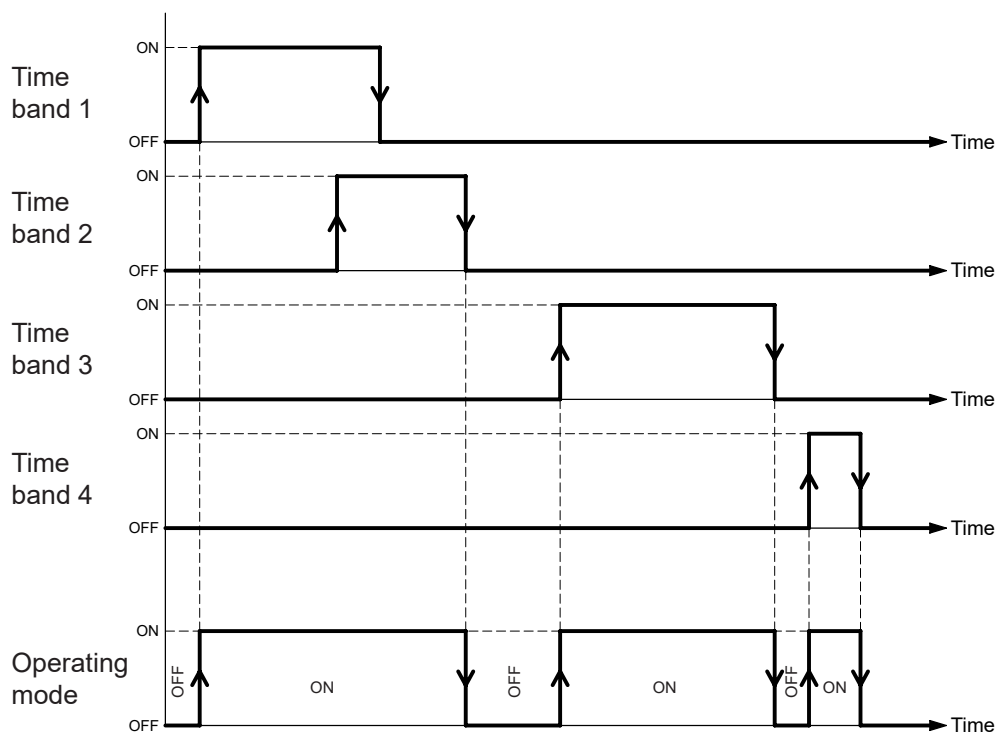 ON
Time
band 1
OFF
Time
ON
Time
band 2
OFF
Time
ON
Time
band 3
OFF
Time
ON
Time
band 4
OFF
Time
ON
Operating
mode
OFF
ON
OFF
ON
OFF
ON
OFF
Time